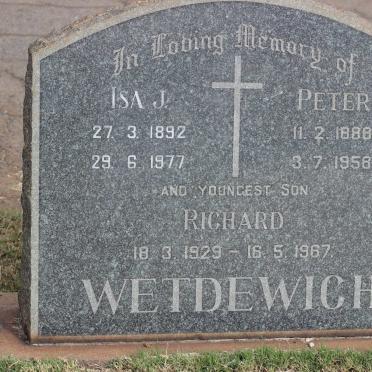 In Loving Memory of
ISA J. PETER
27. 3. 1892 11. 2. 1888
29. 6. 1977 3. 7. 1958
AND YOUNGEST SON
RICHARD
18. 3. 1929 – 16. 5. 1967.
WETDEWICH